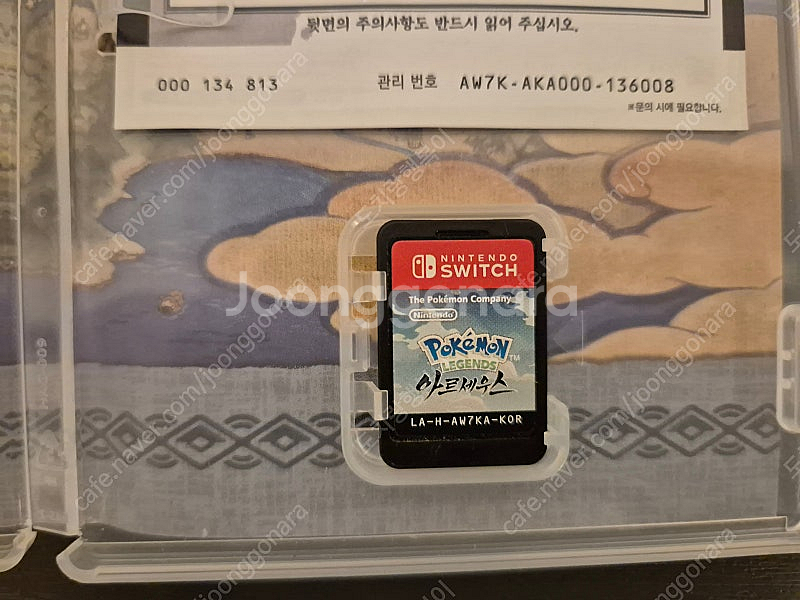 뒷면의 주의사항도 반드시 읽어 주십시오.
000 134 813 관리 번호 AW7K-AKA000-136008
※문의 시에 필요합니다.
NINTENDO
SWITCH
The Pokémon Company
Nintendo
POKéMON™
LEGENDS
아르세우스
LA-H-AW7KA-KOR
Joonggonara
cafe.naver.com/joonggonara